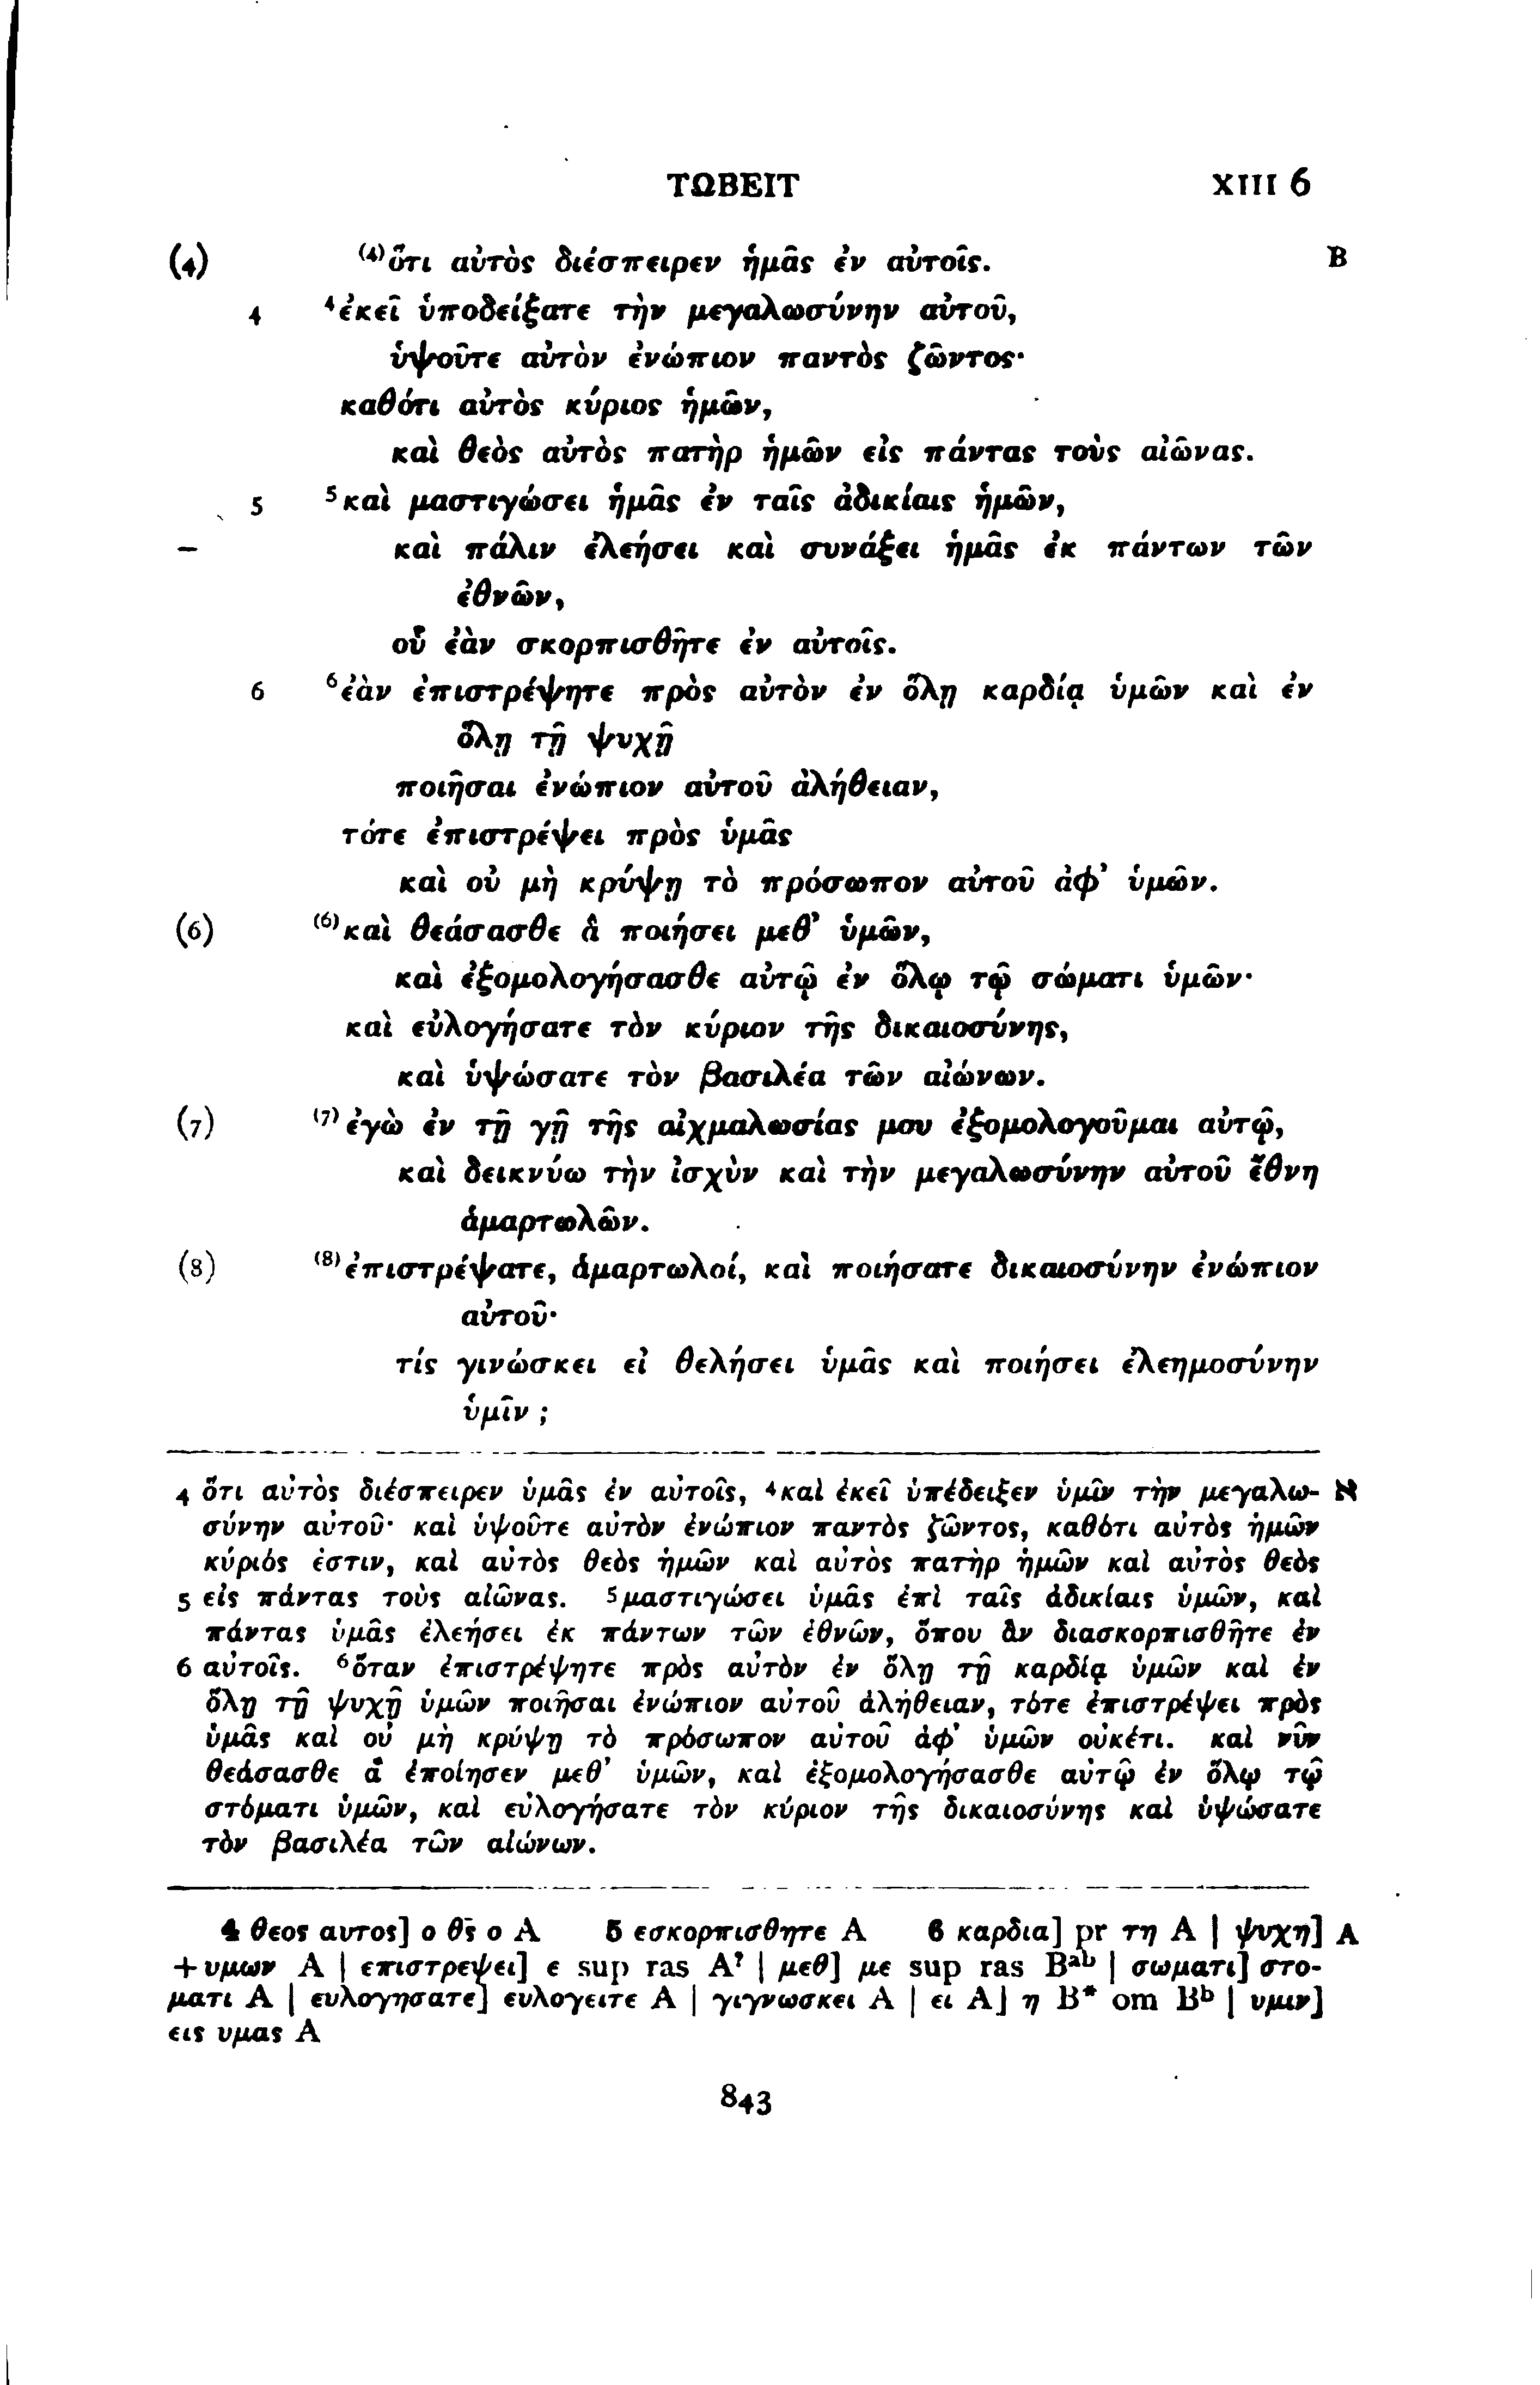 ΤΩΒΕΙΤ XIII 6
(4) ⁽⁴⁾ὅτι αὐτὸς διέσπειρεν ἡμᾶς ἐν αὐτοῖς. B
4 ⁴ἐκεῖ ὑποδείξατε τὴν μεγαλωσύνην αὐτοῦ,
ὑψοῦτε αὐτὸν ἐνώπιον παντὸς ζῶντος·
καθότι αὐτὸς κύριος ἡμῶν,
καὶ θεὸς αὐτὸς πατὴρ ἡμῶν εἰς πάντας τοὺς αἰῶνας.
5 ⁵καὶ μαστιγώσει ἡμᾶς ἐν ταῖς ἀδικίαις ἡμῶν,
– καὶ πάλιν ἐλεήσει καὶ συνάξει ἡμᾶς ἐκ πάντων τῶν
ἐθνῶν,
οὗ ἐὰν σκορπισθῆτε ἐν αὐτοῖς.
6 ⁶ἐὰν ἐπιστρέψητε πρὸς αὐτὸν ἐν ὅλῃ καρδίᾳ ὑμῶν καὶ ἐν
ὅλῃ τῇ ψυχῇ
ποιῆσαι ἐνώπιον αὐτοῦ ἀλήθειαν,
τότε ἐπιστρέψει πρὸς ὑμᾶς
καὶ οὐ μὴ κρύψῃ τὸ πρόσωπον αὐτοῦ ἀφ’ ὑμῶν.
(6) ⁽⁶⁾καὶ θεάσασθε ἃ ποιήσει μεθ’ ὑμῶν,
καὶ ἐξομολογήσασθε αὐτῷ ἐν ὅλῳ τῷ σώματι ὑμῶν·
καὶ εὐλογήσατε τὸν κύριον τῆς δικαιοσύνης,
καὶ ὑψώσατε τὸν βασιλέα τῶν αἰώνων.
(7) ⁽⁷⁾ἐγὼ ἐν τῇ γῇ τῆς αἰχμαλωσίας μου ἐξομολογοῦμαι αὐτῷ,
καὶ δεικνύω τὴν ἰσχὺν καὶ τὴν μεγαλωσύνην αὐτοῦ ἔθνη
ἁμαρτωλῶν.
(8) ⁽⁸⁾ἐπιστρέψατε, ἁμαρτωλοί, καὶ ποιήσατε δικαιοσύνην ἐνώπιον
αὐτοῦ·
τίς γινώσκει εἰ θελήσει ὑμᾶς καὶ ποιήσει ἐλεημοσύνην
ὑμῖν ;
4 ὅτι αὐτὸς διέσπειρεν ὑμᾶς ἐν αὐτοῖς, ⁴καὶ ἐκεῖ ὑπέδειξεν ὑμῖν τὴν μεγαλω- א
σύνην αὐτοῦ· καὶ ὑψοῦτε αὐτὸν ἐνώπιον παντὸς ζῶντος, καθότι αὐτὸς ἡμῶν
κύριός ἐστιν, καὶ αὐτὸς θεὸς ἡμῶν καὶ αὐτὸς πατὴρ ἡμῶν καὶ αὐτὸς θεὸς
5 εἰς πάντας τοὺς αἰῶνας. ⁵μαστιγώσει ὑμᾶς ἐπὶ ταῖς ἀδικίαις ὑμῶν, καὶ
πάντας ὑμᾶς ἐλεήσει ἐκ πάντων τῶν ἐθνῶν, ὅπου ἂν διασκορπισθῆτε ἐν
6 αὐτοῖς. ⁶ὅταν ἐπιστρέψητε πρὸς αὐτὸν ἐν ὅλῃ τῇ καρδίᾳ ὑμῶν καὶ ἐν
ὅλῃ τῇ ψυχῇ ὑμῶν ποιῆσαι ἐνώπιον αὐτοῦ ἀλήθειαν, τότε ἐπιστρέψει πρὸς
ὑμᾶς καὶ οὐ μὴ κρύψῃ τὸ πρόσωπον αὐτοῦ ἀφ’ ὑμῶν οὐκέτι. καὶ νῦν
θεάσασθε ἃ ἐποίησεν μεθ’ ὑμῶν, καὶ ἐξομολογήσασθε αὐτῷ ἐν ὅλῳ τῷ
στόματι ὑμῶν, καὶ εὐλογήσατε τὸν κύριον τῆς δικαιοσύνης καὶ ὑψώσατε
τὸν βασιλέα τῶν αἰώνων.
4 θεος αυτος] ο θς̄ ο A 5 εσκορπισθητε A 6 καρδια] pr τη A | ψυχη] A
+υμων A | επιστρεψει] ε sup ras A? | μεθ] με sup ras Bᵃᵇ | σωματι] στο-
ματι A | ευλογησατε] ευλογειτε A | γιγνωσκει A | ει A] η B* om Bᵇ | υμιν]
εις υμας A
843